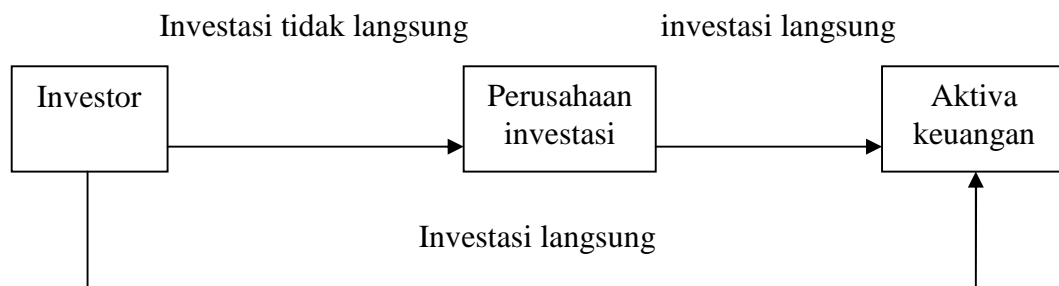 Investasi tidak langsung
investasi langsung
Investor
Perusahaan
investasi
Aktiva
keuangan
Investasi langsung